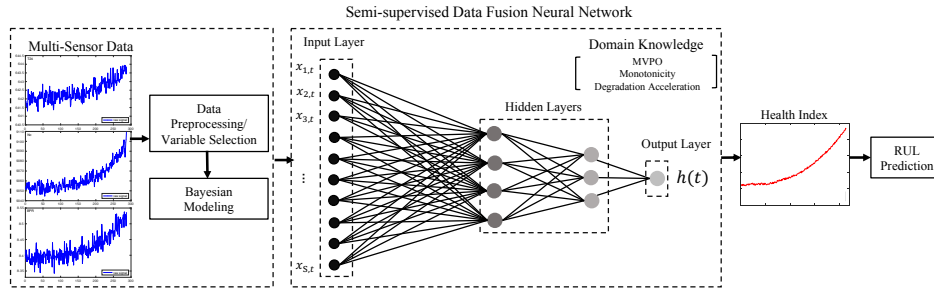 Semi-supervised Data Fusion Neural Network
Multi-Sensor Data
Data
Preprocessing/
Variable Selection
Bayesian
Modeling
Input Layer
x1,t
x2,t
x3,t
...
xS,t
Hidden Layers
Domain Knowledge
MVPO
Monotonicity
Degradation Acceleration
Output Layer
h(t)
Health Index
RUL
Prediction